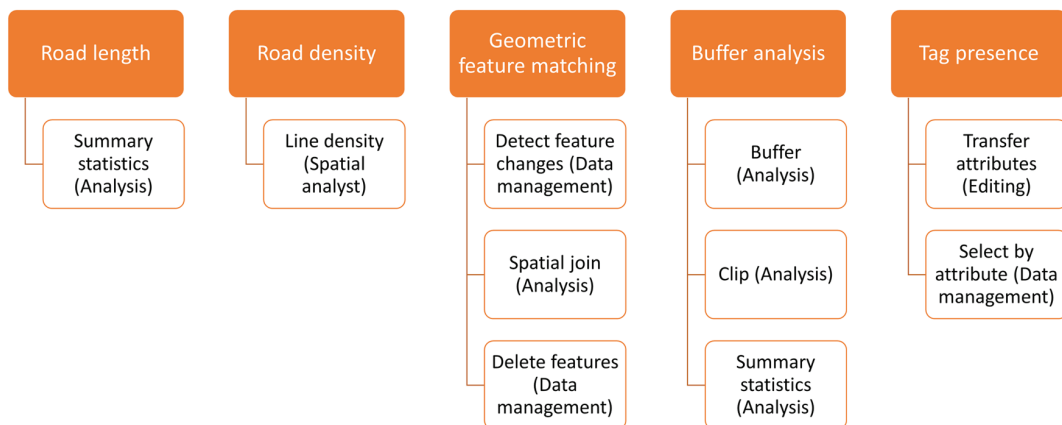 Road length
Summary
statistics
(Analysis)
Road density
Line density
(Spatial
analyst)
Geometric
feature matching
Detect feature
changes (Data
management)
Spatial join
(Analysis)
Delete features
(Data
management)
Buffer analysis
Buffer
(Analysis)
Clip (Analysis)
Summary
statistics
(Analysis)
Tag presence
Transfer
attributes
(Editing)
Select by
attribute (Data
management)